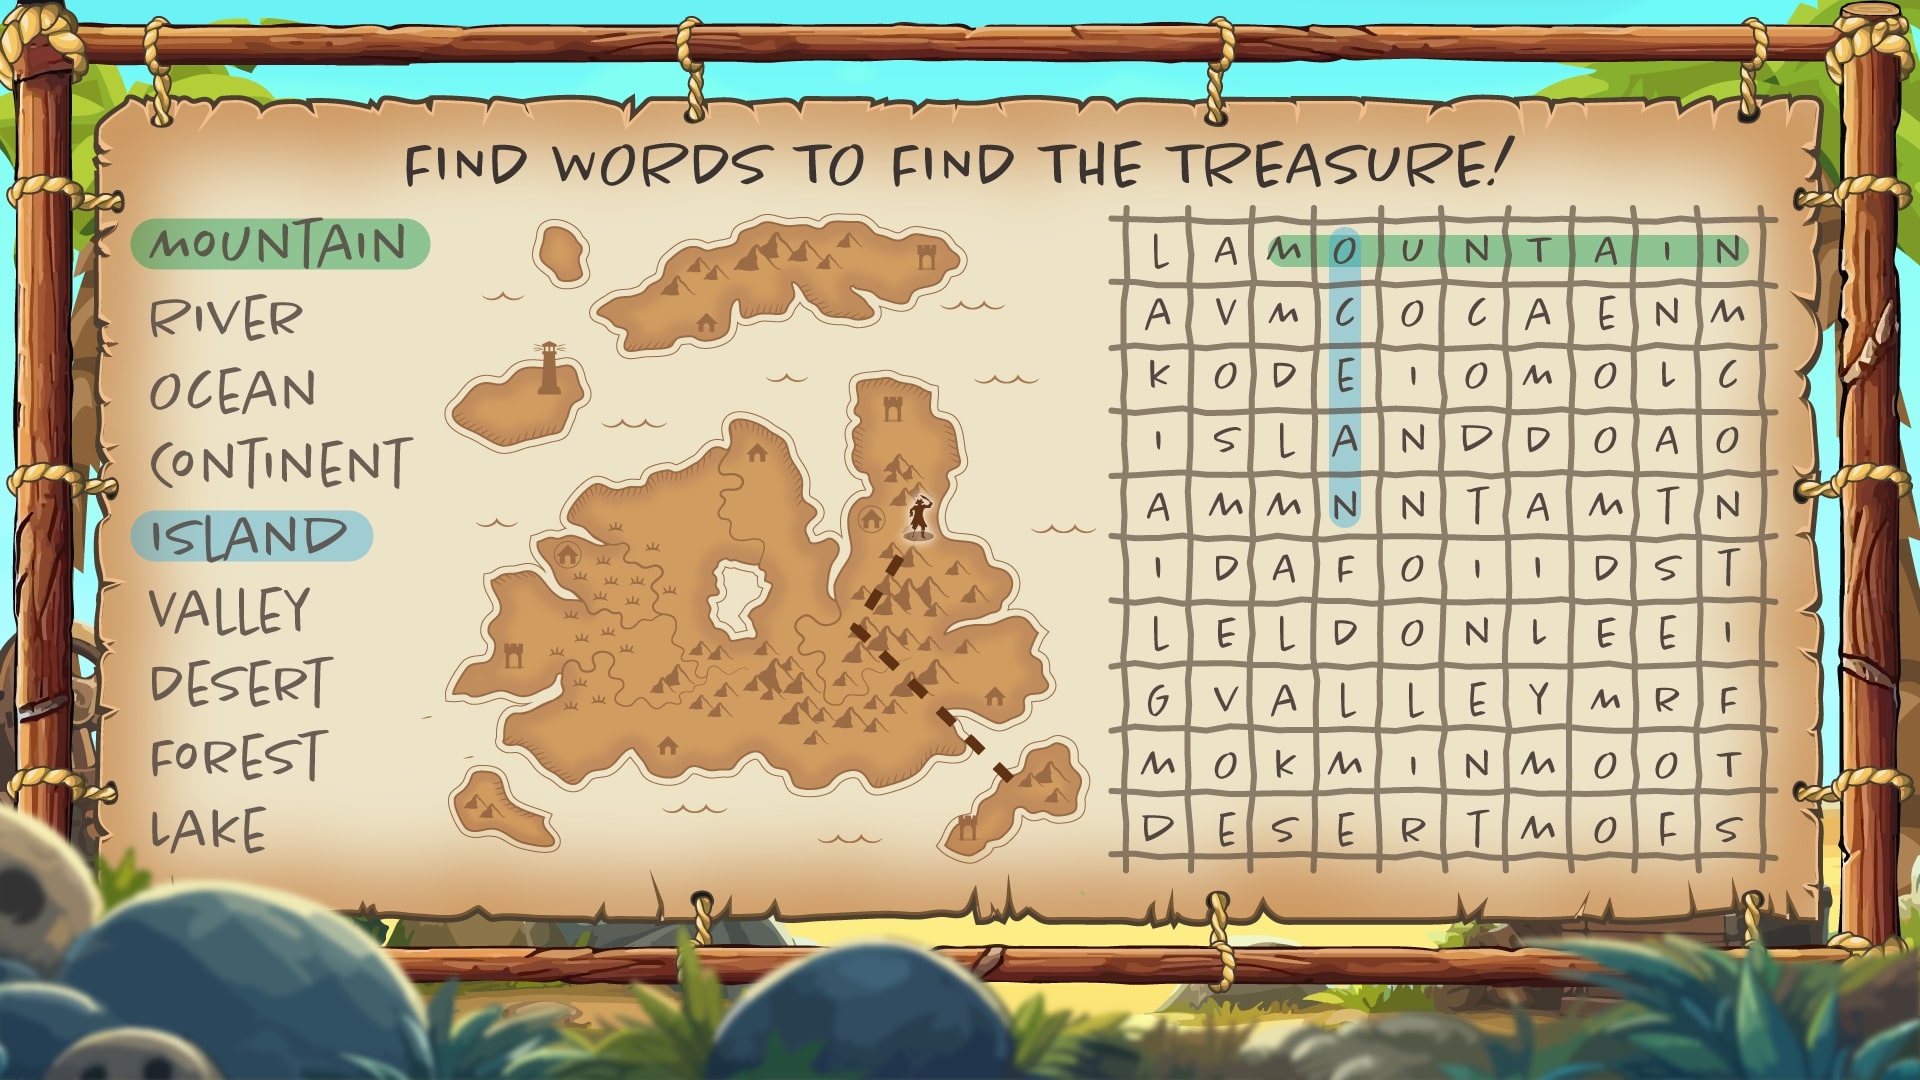 FIND WORDS TO FIND THE TREASURE!
MOUNTAIN
RIVER
OCEAN
CONTINENT
ISLAND
VALLEY
DESERT
FOREST
LAKE
L A M O U N T A I N
A V M C O C A E N M
K O D E I O M O L C
I S L A N D D O A O
A M M N N T A M T N
I D A F O I I D S T
L E L D O N L E E I
G V A L L E Y M R F
M O K M I N M O O T
D E S E R T M O F S